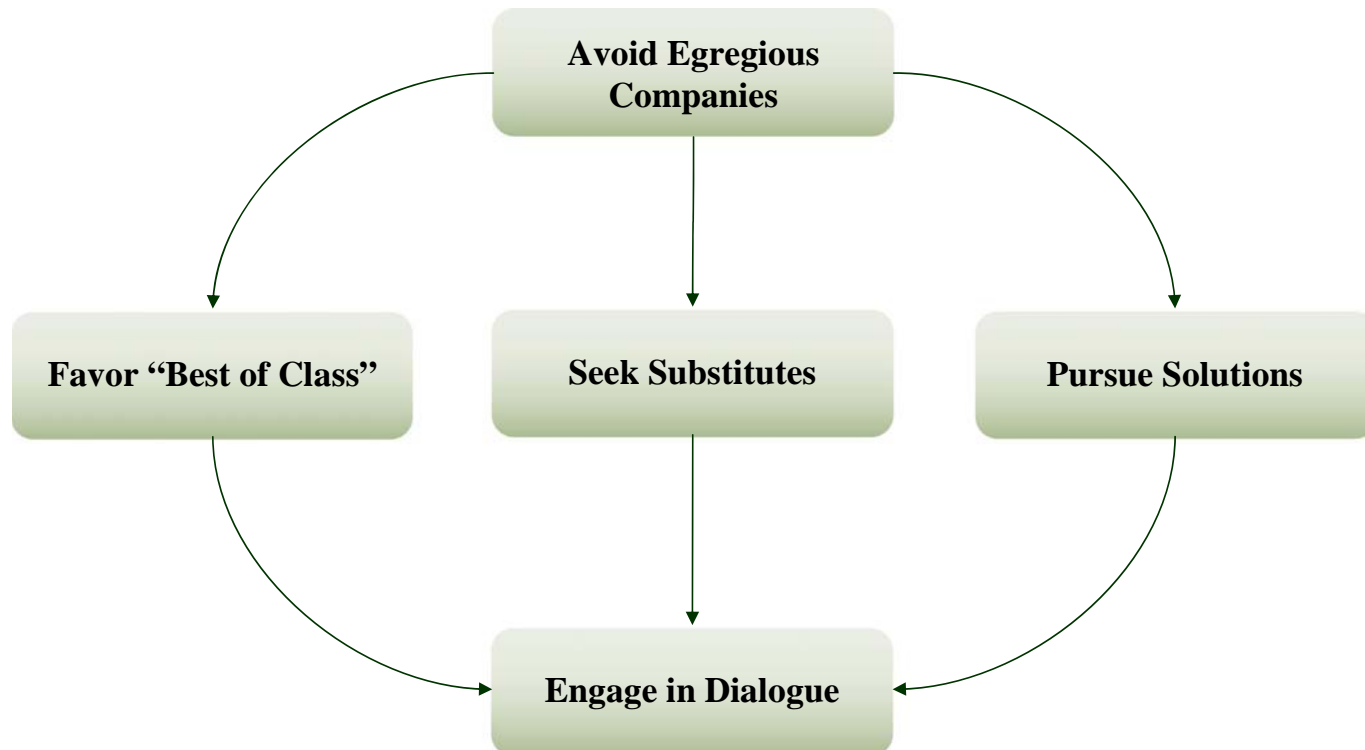 Avoid Egregious
Companies
Favor “Best of Class”
Seek Substitutes
Pursue Solutions
Engage in Dialogue